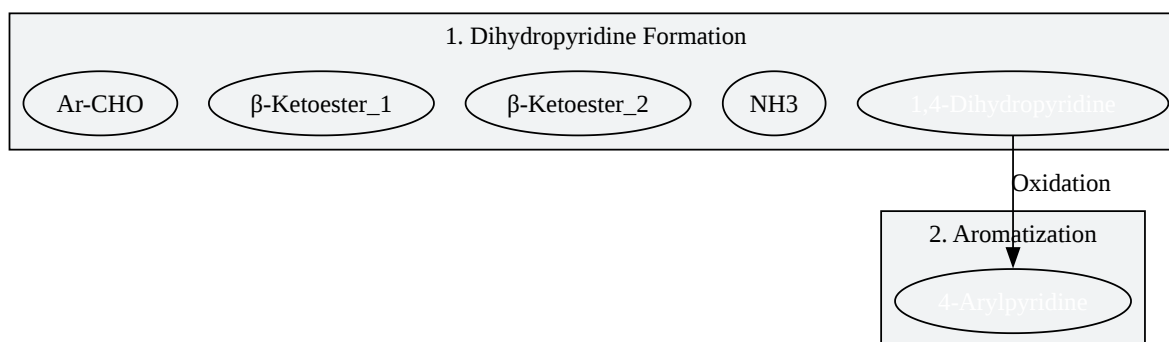 1. Dihydropyridine Formation
Ar-CHO
β-Ketoester_1
β-Ketoester_2
NH3
1,4-Dihydropyridine
Oxidation
2. Aromatization
4-Arylpyridine